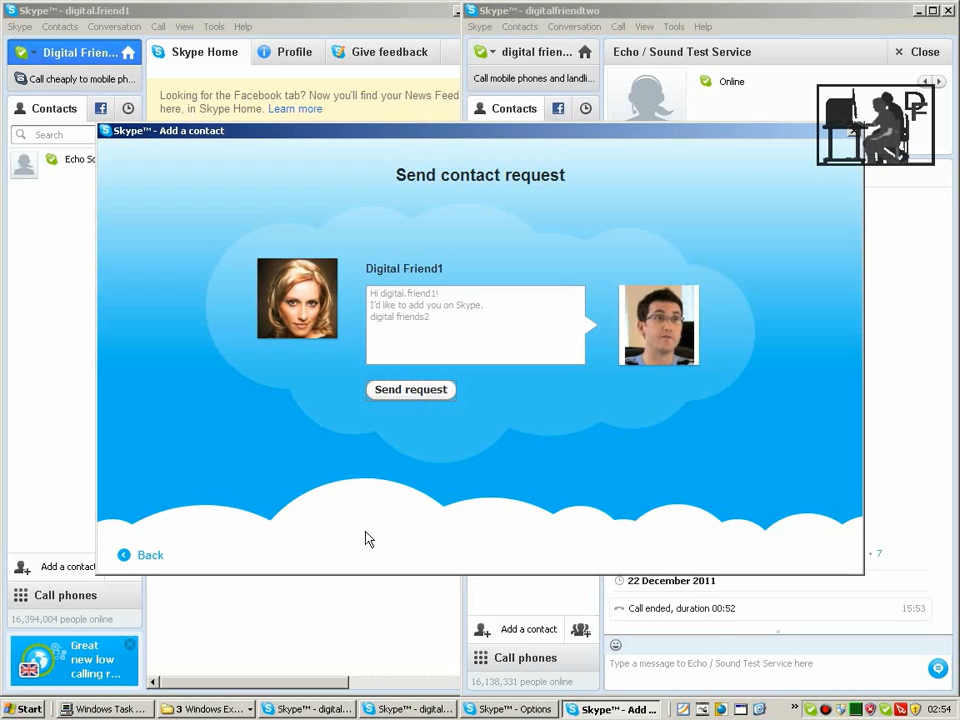 Skype™ - digital.friend1
Skype Contacts Conversation Call View Tools Help
Digital Frien...
Skype Home
Profile
Give feedback
Call cheaply to mobile ph...
Looking for the Facebook tab? Now you'll find your News Feed
here, in Skype Home. Learn more
Contacts
Search
Echo So
Skype™ - digitalfriendtwo
Skype Contacts Conversation Call View Tools Help
digital frien...
Echo / Sound Test Service
Close
Call mobile phones and landli...
Online
Contacts
DF
Skype™ - Add a contact
Send contact request
Digital Friend1
Hi digital.friend1!
I'd like to add you on Skype.
digital friends2
Send request
Back
Add a contact
Call phones
16,394,004 people online
Great
new low
calling r...
7
22 December 2011
Call ended, duration 00:52
15:53
Add a contact
Call phones
16,138,331 people online
Type a message to Echo / Sound Test Service here
Start
Windows Task ...
3 Windows Ex...
Skype™ - digital...
Skype™ - digital...
Skype™ - Options
Skype™ - Add ...
02:54